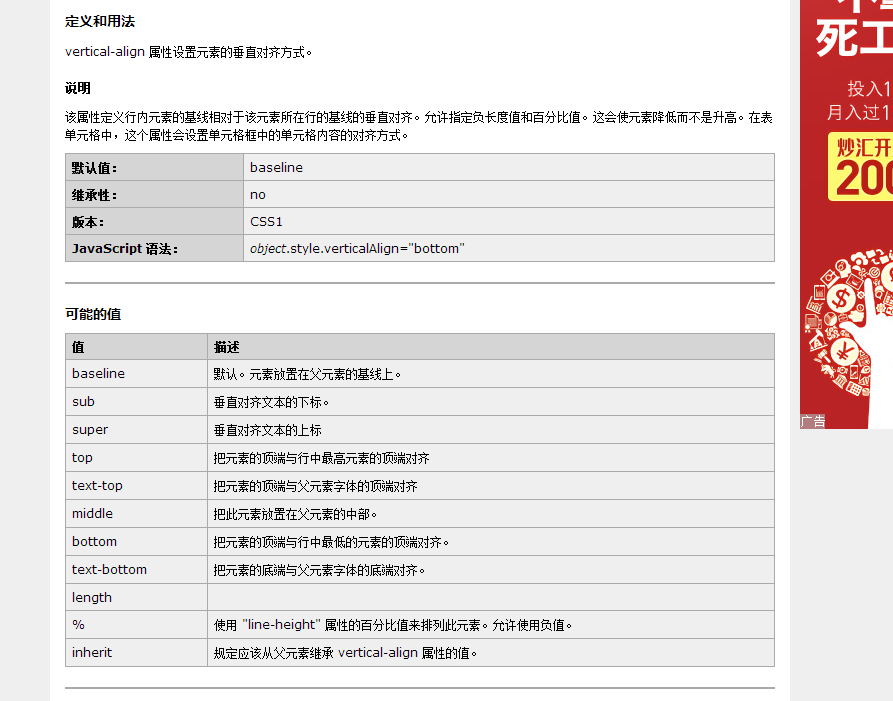 定义和用法
vertical-align 属性设置元素的垂直对齐方式。
说明
该属性定义行内元素的基线相对于该元素所在行的基线的垂直对齐。允许指定负长度值和百分比值。这会使元素降低而不是升高。在表
单元格中，这个属性会设置单元格框中的单元格内容的对齐方式。
默认值： baseline
继承性： no
版本： CSS1
JavaScript 语法： object.style.verticalAlign="bottom"
可能的值
值 描述
baseline 默认。元素放置在父元素的基线上。
sub 垂直对齐文本的下标。
super 垂直对齐文本的上标
top 把元素的顶端与行中最高元素的顶端对齐
text-top 把元素的顶端与父元素字体的顶端对齐
middle 把此元素放置在父元素的中部。
bottom 把元素的顶端与行中最低的元素的顶端对齐。
text-bottom 把元素的底端与父元素字体的底端对齐。
length
% 使用 "line-height" 属性的百分比值来排列此元素。允许使用负值。
inherit 规定应该从父元素继承 vertical-align 属性的值。
死工
投入1
月入过1
炒汇开
200
广告